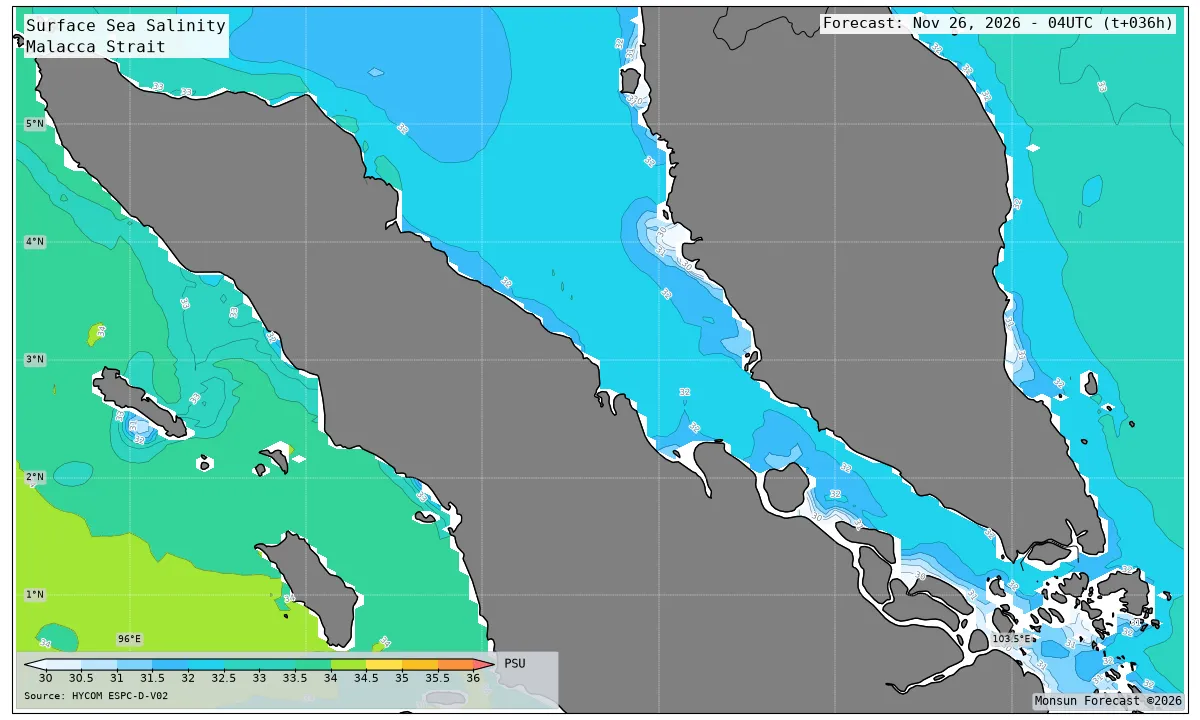 Surface Sea Salinity
Malacca Strait
Forecast: Nov 26, 2026 - 04UTC (t+036h)
5°N
4°N
3°N
2°N
1°N
96°E
103.5°E
PSU
30 30.5 31 31.5 32 32.5 33 33.5 34 34.5 35 35.5 36
Source: HYCOM ESPC-D-V02
Monsun Forecast ©2026